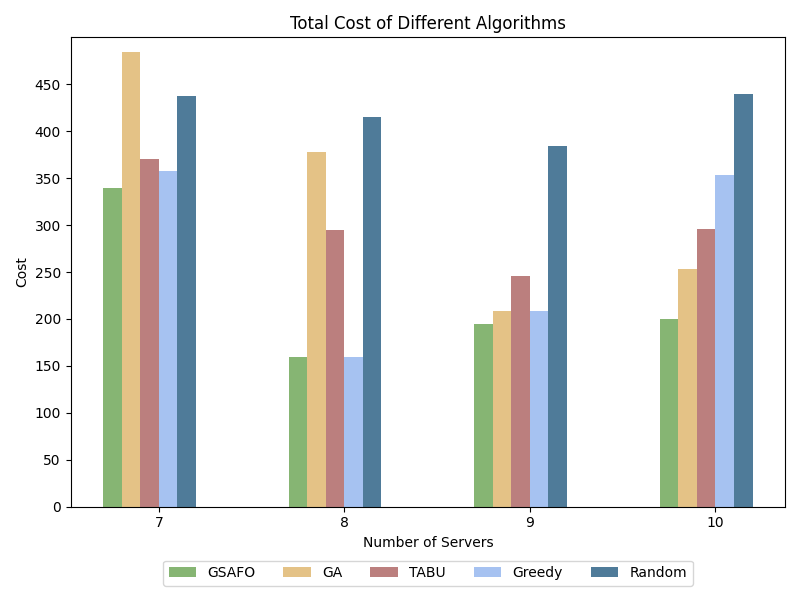 Total Cost of Different Algorithms
Cost
450
400
350
300
250
200
150
100
50
0
7 8 9 10
Number of Servers
GSAFO GA TABU Greedy Random